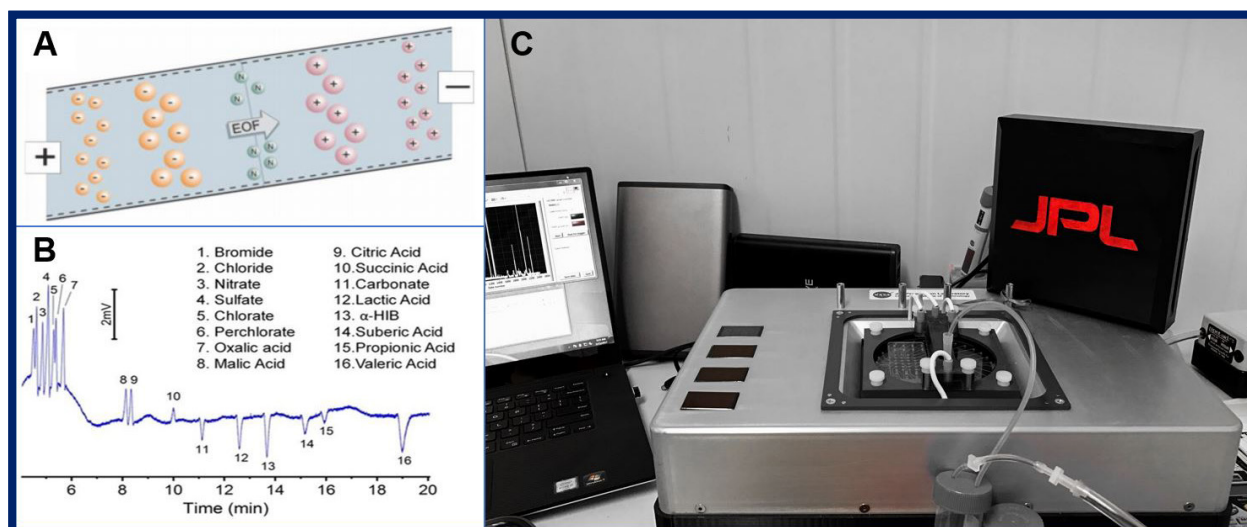 A
+
−
EOF
N
N
N
N
N
N
B
1. Bromide
2. Chloride
3. Nitrate
4. Sulfate
5. Chlorate
6. Perchlorate
7. Oxalic acid
8. Malic Acid
9. Citric Acid
10.Succinic Acid
11.Carbonate
12.Lactic Acid
13. α-HIB
14.Suberic Acid
15.Propionic Acid
16.Valeric Acid
2mV
1
2
3
4
5
6
7
8
9
10
11
12
13
14
15
16
6 8 10 12 14 16 18 20
Time (min)
C
JPL